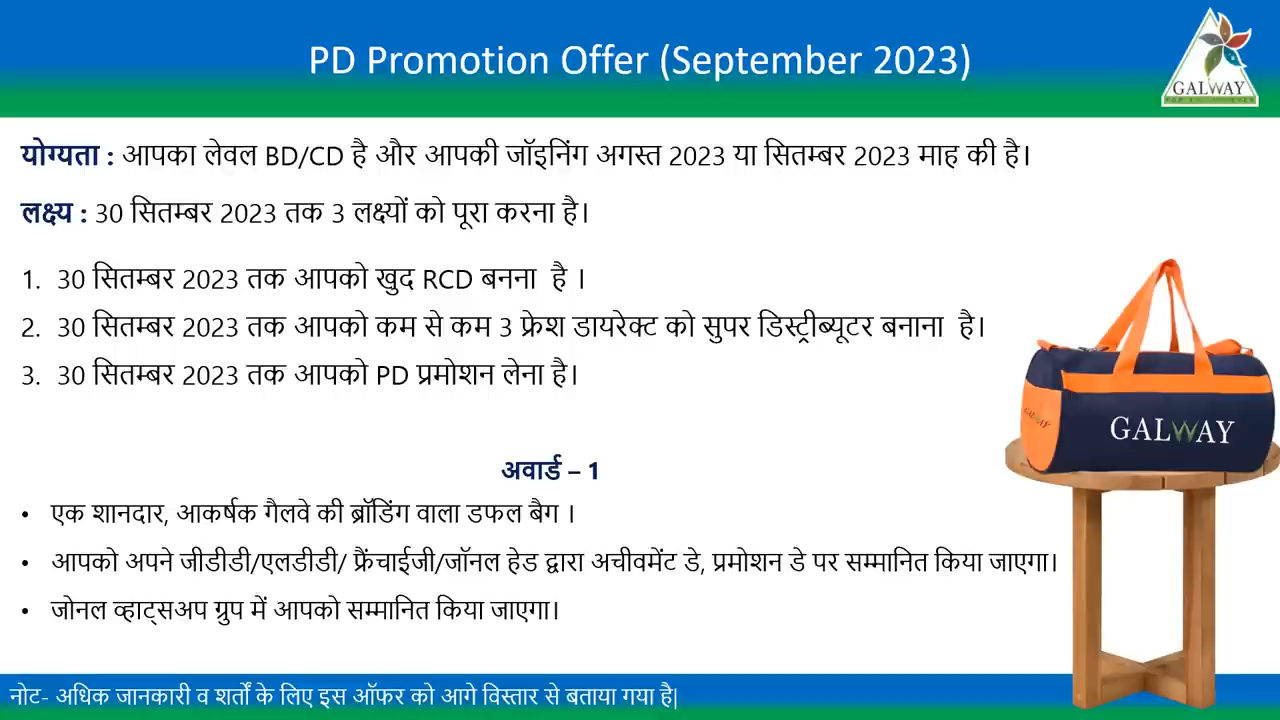 PD Promotion Offer (September 2023)
GALWAY
योग्यता : आपका लेवल BD/CD है और आपकी जॉइनिंग अगस्त 2023 या सितम्बर 2023 माह की है।
लक्ष्य : 30 सितम्बर 2023 तक 3 लक्ष्यों को पूरा करना है।
1. 30 सितम्बर 2023 तक आपको खुद RCD बनना है ।
2. 30 सितम्बर 2023 तक आपको कम से कम 3 फ्रेश डायरेक्ट को सुपर डिस्ट्रीब्यूटर बनाना है।
3. 30 सितम्बर 2023 तक आपको PD प्रमोशन लेना है।
GALWAY
GALWAY
अवार्ड – 1
• एक शानदार, आकर्षक गैलवे की ब्रॉडिंग वाला डफल बैग ।
• आपको अपने जीडीडी/एलडीडी/ फ्रैंचाईजी/जॉनल हेड द्वारा अचीवमेंट डे, प्रमोशन डे पर सम्मानित किया जाएगा।
• जोनल व्हाट्सअप ग्रुप में आपको सम्मानित किया जाएगा।
नोट- अधिक जानकारी व शर्तों के लिए इस ऑफर को आगे विस्तार से बताया गया है|